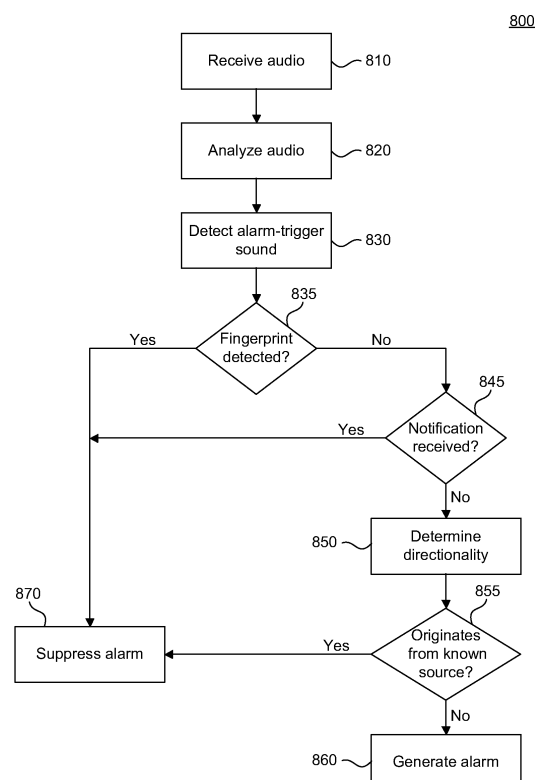 800
Receive audio
810
Analyze audio
820
Detect alarm-trigger
sound
830
835
Fingerprint
detected?
Yes
No
845
Notification
received?
Yes
No
850
Determine
directionality
870
855
Suppress alarm
Yes
Originates
from known
source?
No
860
Generate alarm